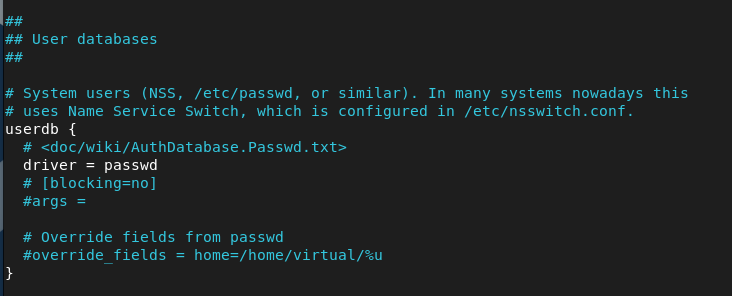 ##
## User databases
##
# System users (NSS, /etc/passwd, or similar). In many systems nowadays this
# uses Name Service Switch, which is configured in /etc/nsswitch.conf.
userdb {
  # <doc/wiki/AuthDatabase.Passwd.txt>
  driver = passwd
  # [blocking=no]
  #args =
  # Override fields from passwd
  #override_fields = home=/home/virtual/%u
}